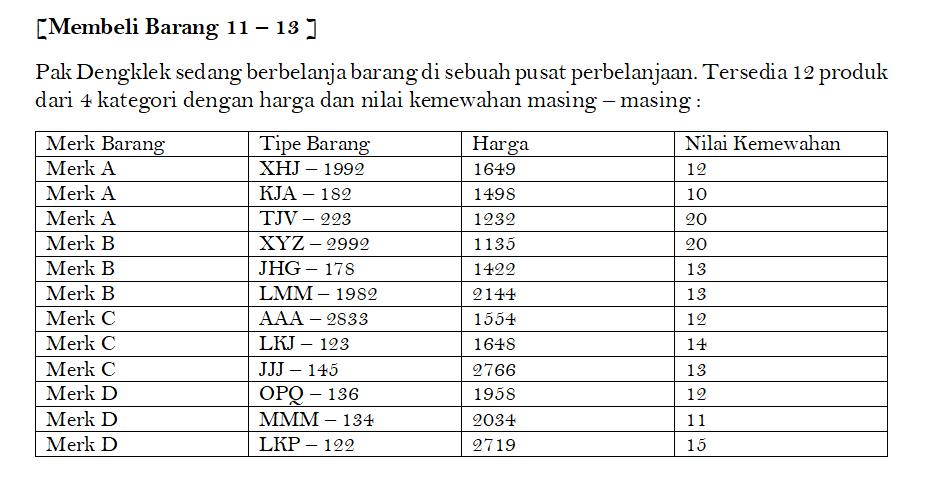 [Membeli Barang 11 – 13 ]
Pak Dengklek sedang berbelanja barang di sebuah pusat perbelanjaan. Tersedia 12 produk
dari 4 kategori dengan harga dan nilai kemewahan masing – masing :
Merk Barang Tipe Barang Harga Nilai Kemewahan
Merk A XHJ – 1992 1649 12
Merk A KJA – 182 1498 10
Merk A TJV – 223 1232 20
Merk B XYZ – 2992 1135 20
Merk B JHG – 178 1422 13
Merk B LMM – 1982 2144 13
Merk C AAA – 2833 1554 12
Merk C LKJ – 123 1648 14
Merk C JJJ – 145 2766 13
Merk D OPQ – 136 1958 12
Merk D MMM – 134 2034 11
Merk D LKP – 122 2719 15